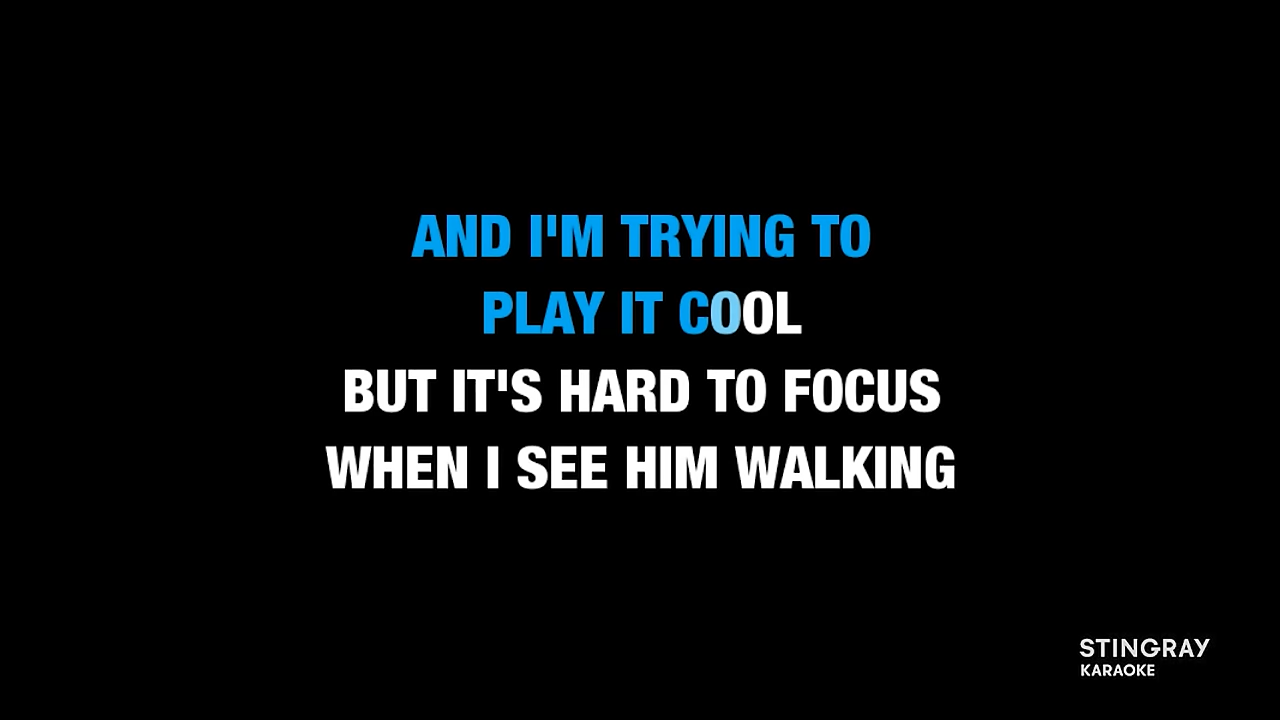 AND I'M TRYING TO
PLAY IT COOL
BUT IT'S HARD TO FOCUS
WHEN I SEE HIM WALKING
STINGRAY
KARAOKE